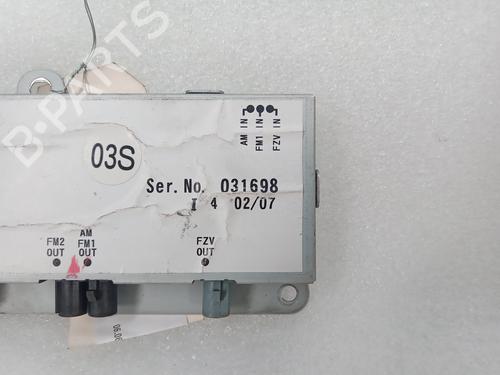 B-PARTS
03S
AM IN
FM1 IN
FZV IN
Ser. No. 031698
I 4 02/07
FM2 OUT
AM FM1 OUT
FZV OUT